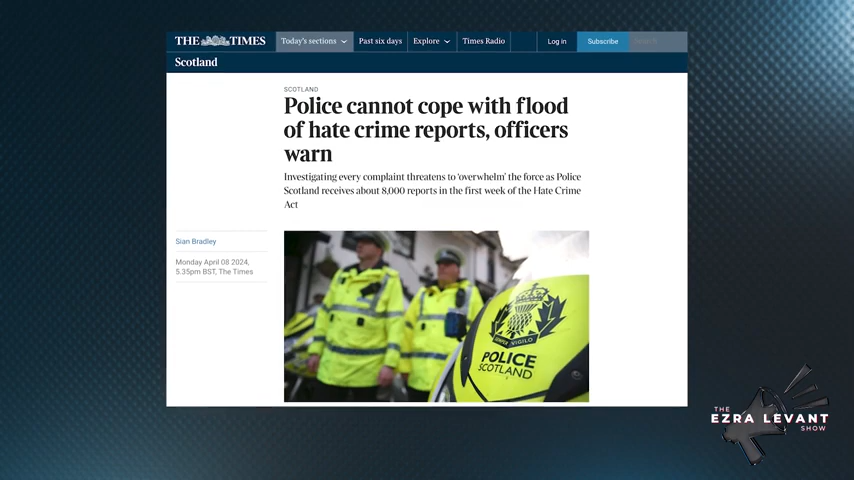 THE TIMES
Today's sections
Past six days
Explore
Times Radio
Log in
Subscribe
Scotland
SCOTLAND
Police cannot cope with flood
of hate crime reports, officers
warn
Investigating every complaint threatens to ‘overwhelm’ the force as Police
Scotland receives about 8,000 reports in the first week of the Hate Crime
Act
Sian Bradley
Monday April 08 2024,
5.35pm BST, The Times
SEMPER VIGILO
POLICE
SCOTLAND
THE
EZRA LEVANT
SHOW